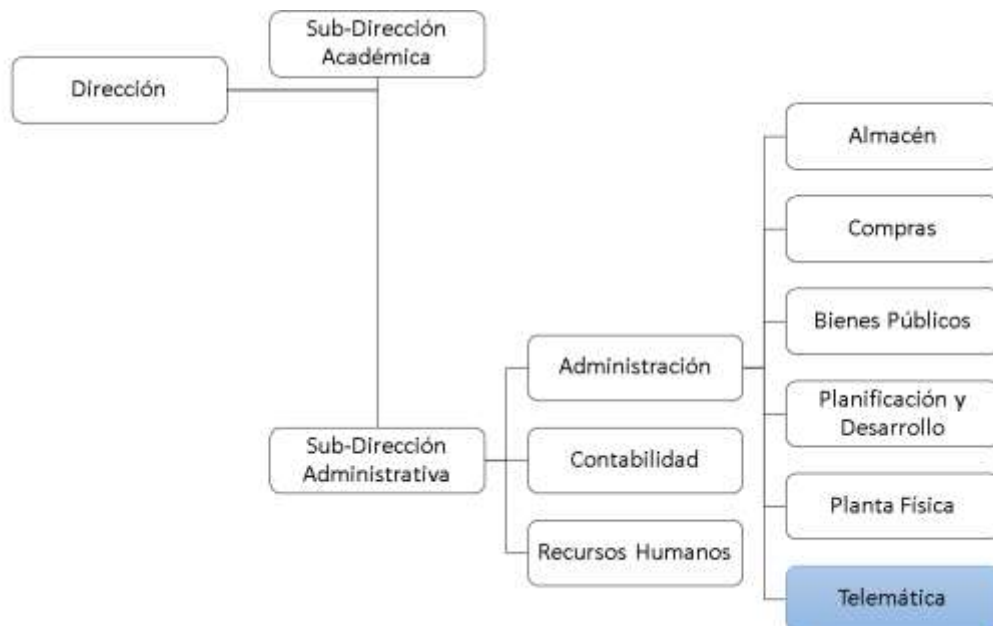 Sub-Dirección
Académica
Dirección
Almacén
Compras
Bienes Públicos
Administración
Planificación y
Desarrollo
Sub-Dirección
Administrativa
Contabilidad
Planta Física
Recursos Humanos
Telemática